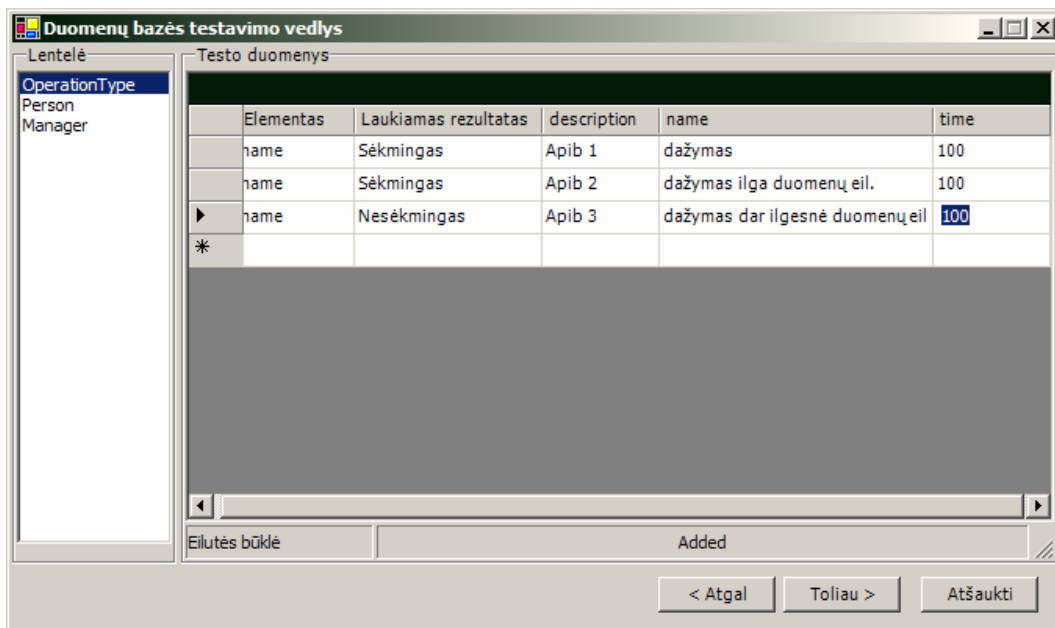 Duomenų bazės testavimo vedlys
Lentelė
Testo duomenys
OperationType
Person
Manager
Elementas Laukiamas rezultatas description name time
name Sėkmingas Apib 1 dažymas 100
name Sėkmingas Apib 2 dažymas ilga duomenų eil. 100
name Nesėkmingas Apib 3 dažymas dar ilgesnė duomenų eil 100
Eilutės būklė Added
< Atgal Toliau > Atšaukti